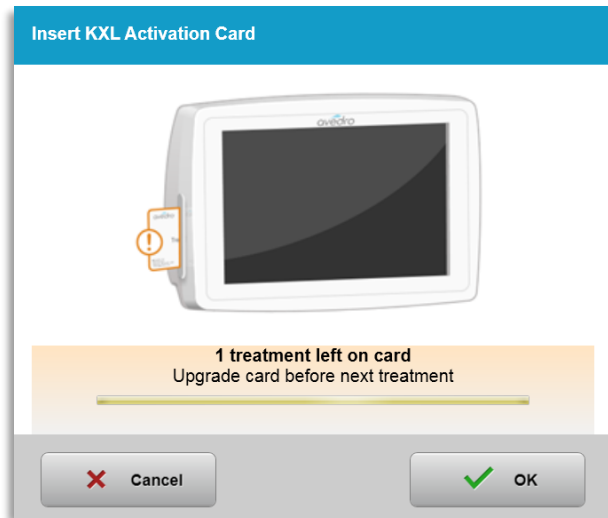 Insert KXL Activation Card
avedro
1 treatment left on card
Upgrade card before next treatment
Cancel
OK